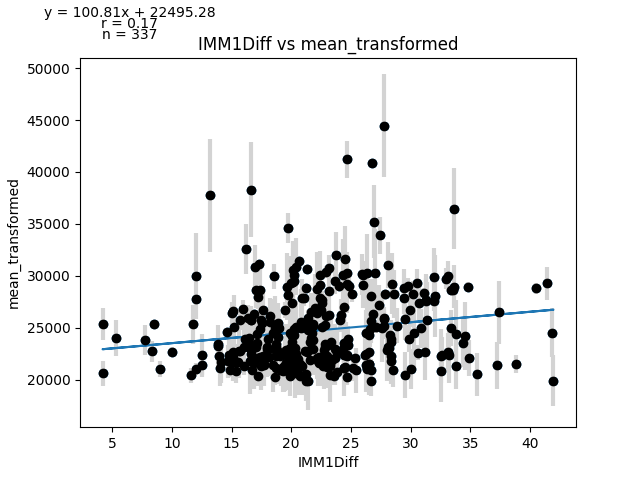 y = 100.81x + 22495.28
r = 0.17
n = 337
IMM1Diff vs mean_transformed
50000
45000
40000
35000
30000
25000
20000
mean_transformed
5 10 15 20 25 30 35 40
IMM1Diff